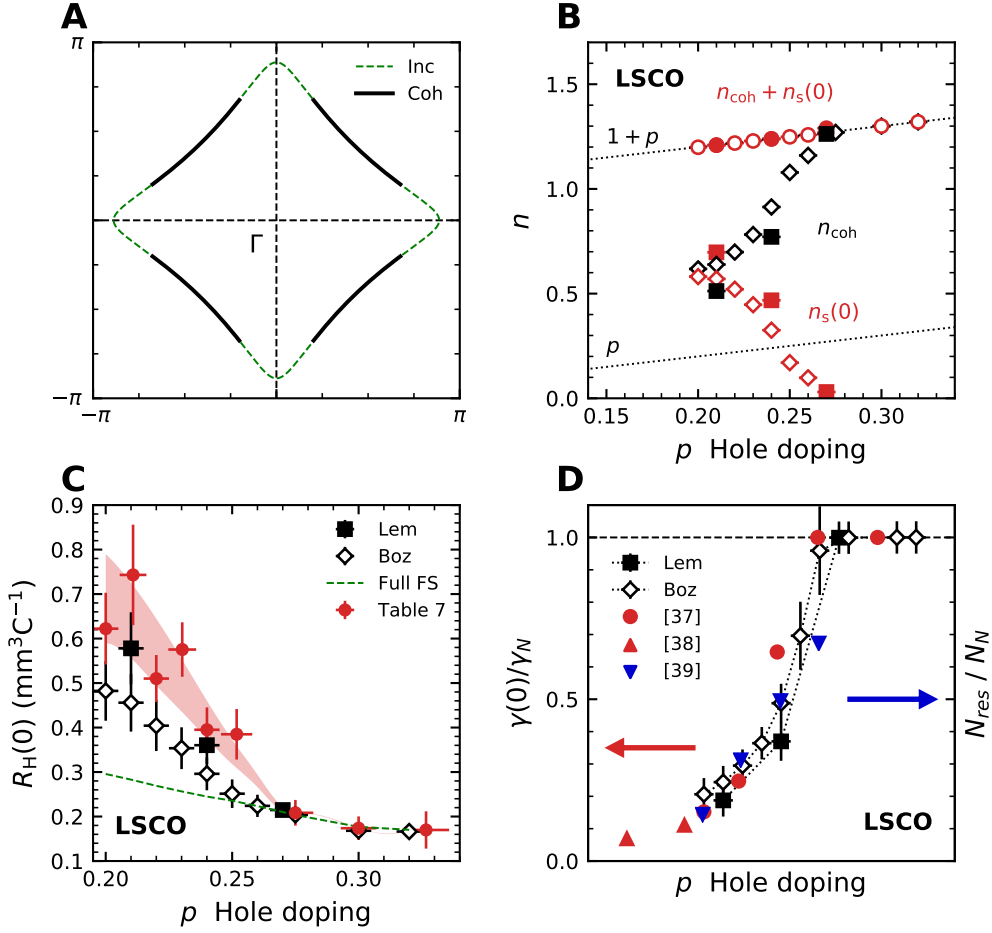 A
π
Inc
Coh
Γ
−π
−π
π
B
LSCO
n_coh + n_s(0)
1 + p
n_coh
n_s(0)
p
n
1.5
1.0
0.5
0.0
0.15
0.20
0.25
0.30
p Hole doping
C
0.9
0.8
0.7
0.6
0.5
0.4
0.3
0.2
0.1
R_H(0) (mm³C⁻¹)
Lem
Boz
Full FS
Table 7
LSCO
0.20
0.25
0.30
p Hole doping
D
1.0
0.5
0.0
γ(0)/γ_N
Lem
Boz
[37]
[38]
[39]
LSCO
N_res / N_N
p Hole doping